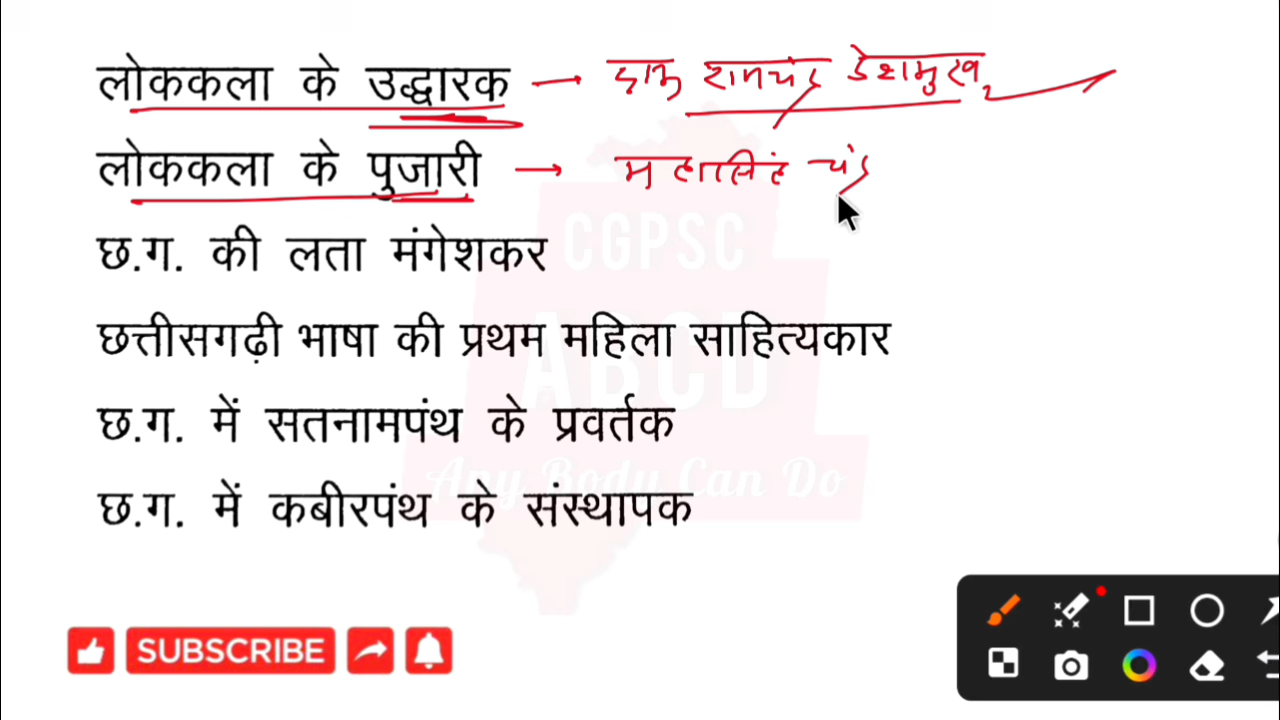 लोककला के उद्धारक → दाऊ रामचंद्र देशमुख
लोककला के पुजारी → महासिंह चंद्र
छ.ग. की लता मंगेशकर
छत्तीसगढ़ी भाषा की प्रथम महिला साहित्यकार
छ.ग. में सतनामपंथ के प्रवर्तक
छ.ग. में कबीरपंथ के संस्थापक
CGPSC
ABCD
Any Body Can Do
SUBSCRIBE